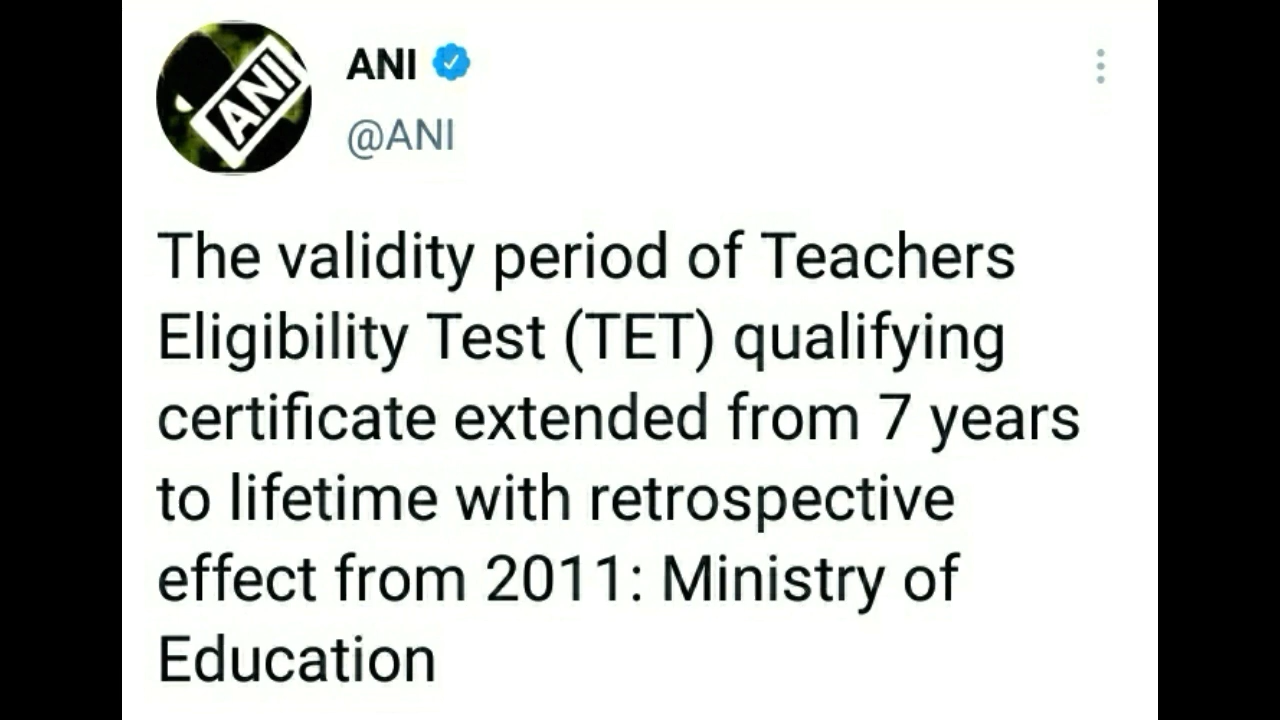 ANI
ANI
@ANI
The validity period of Teachers
Eligibility Test (TET) qualifying
certificate extended from 7 years
to lifetime with retrospective
effect from 2011: Ministry of
Education